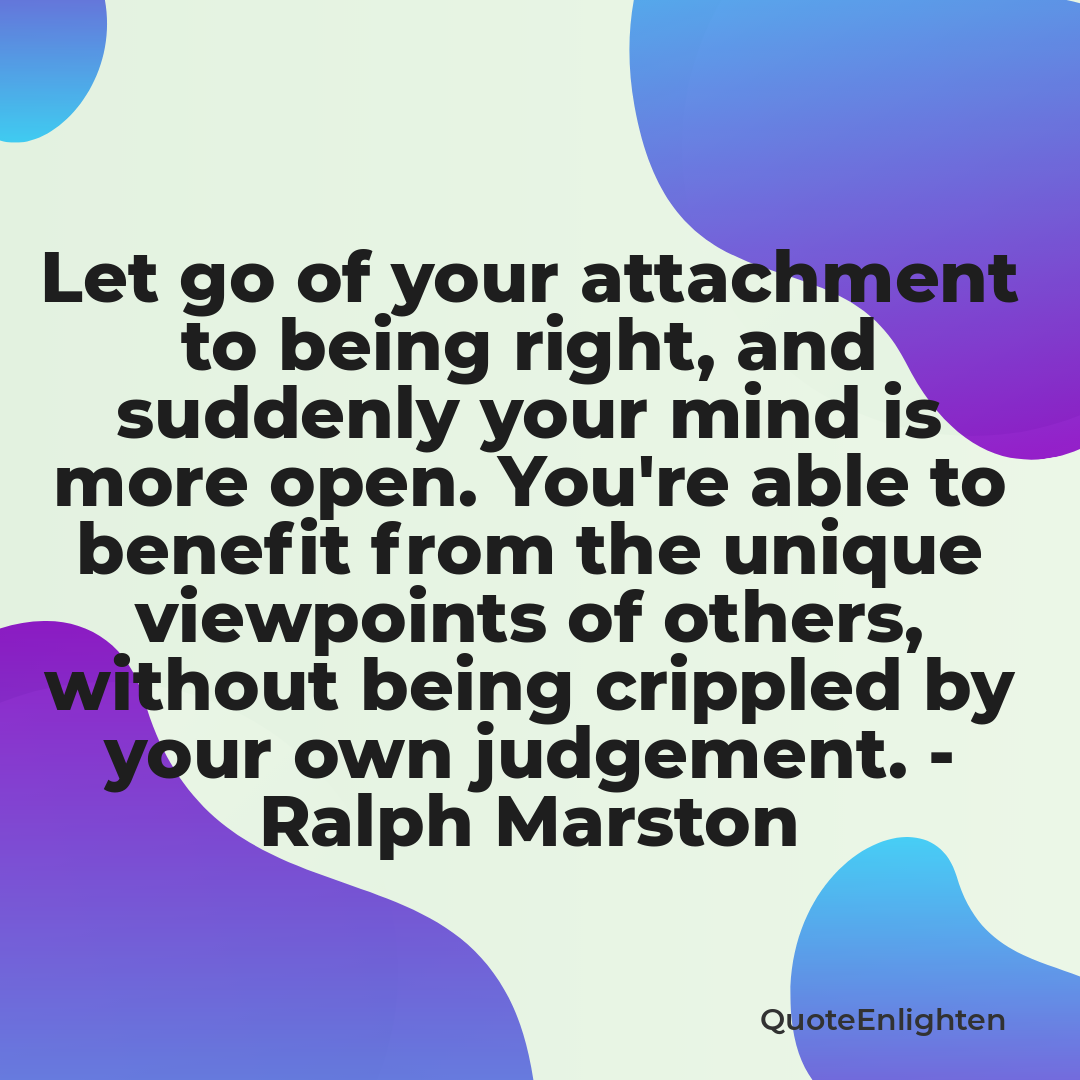 Let go of your attachment
to being right, and
suddenly your mind is
more open. You're able to
benefit from the unique
viewpoints of others,
without being crippled by
your own judgement. -
Ralph Marston
QuoteEnlighten